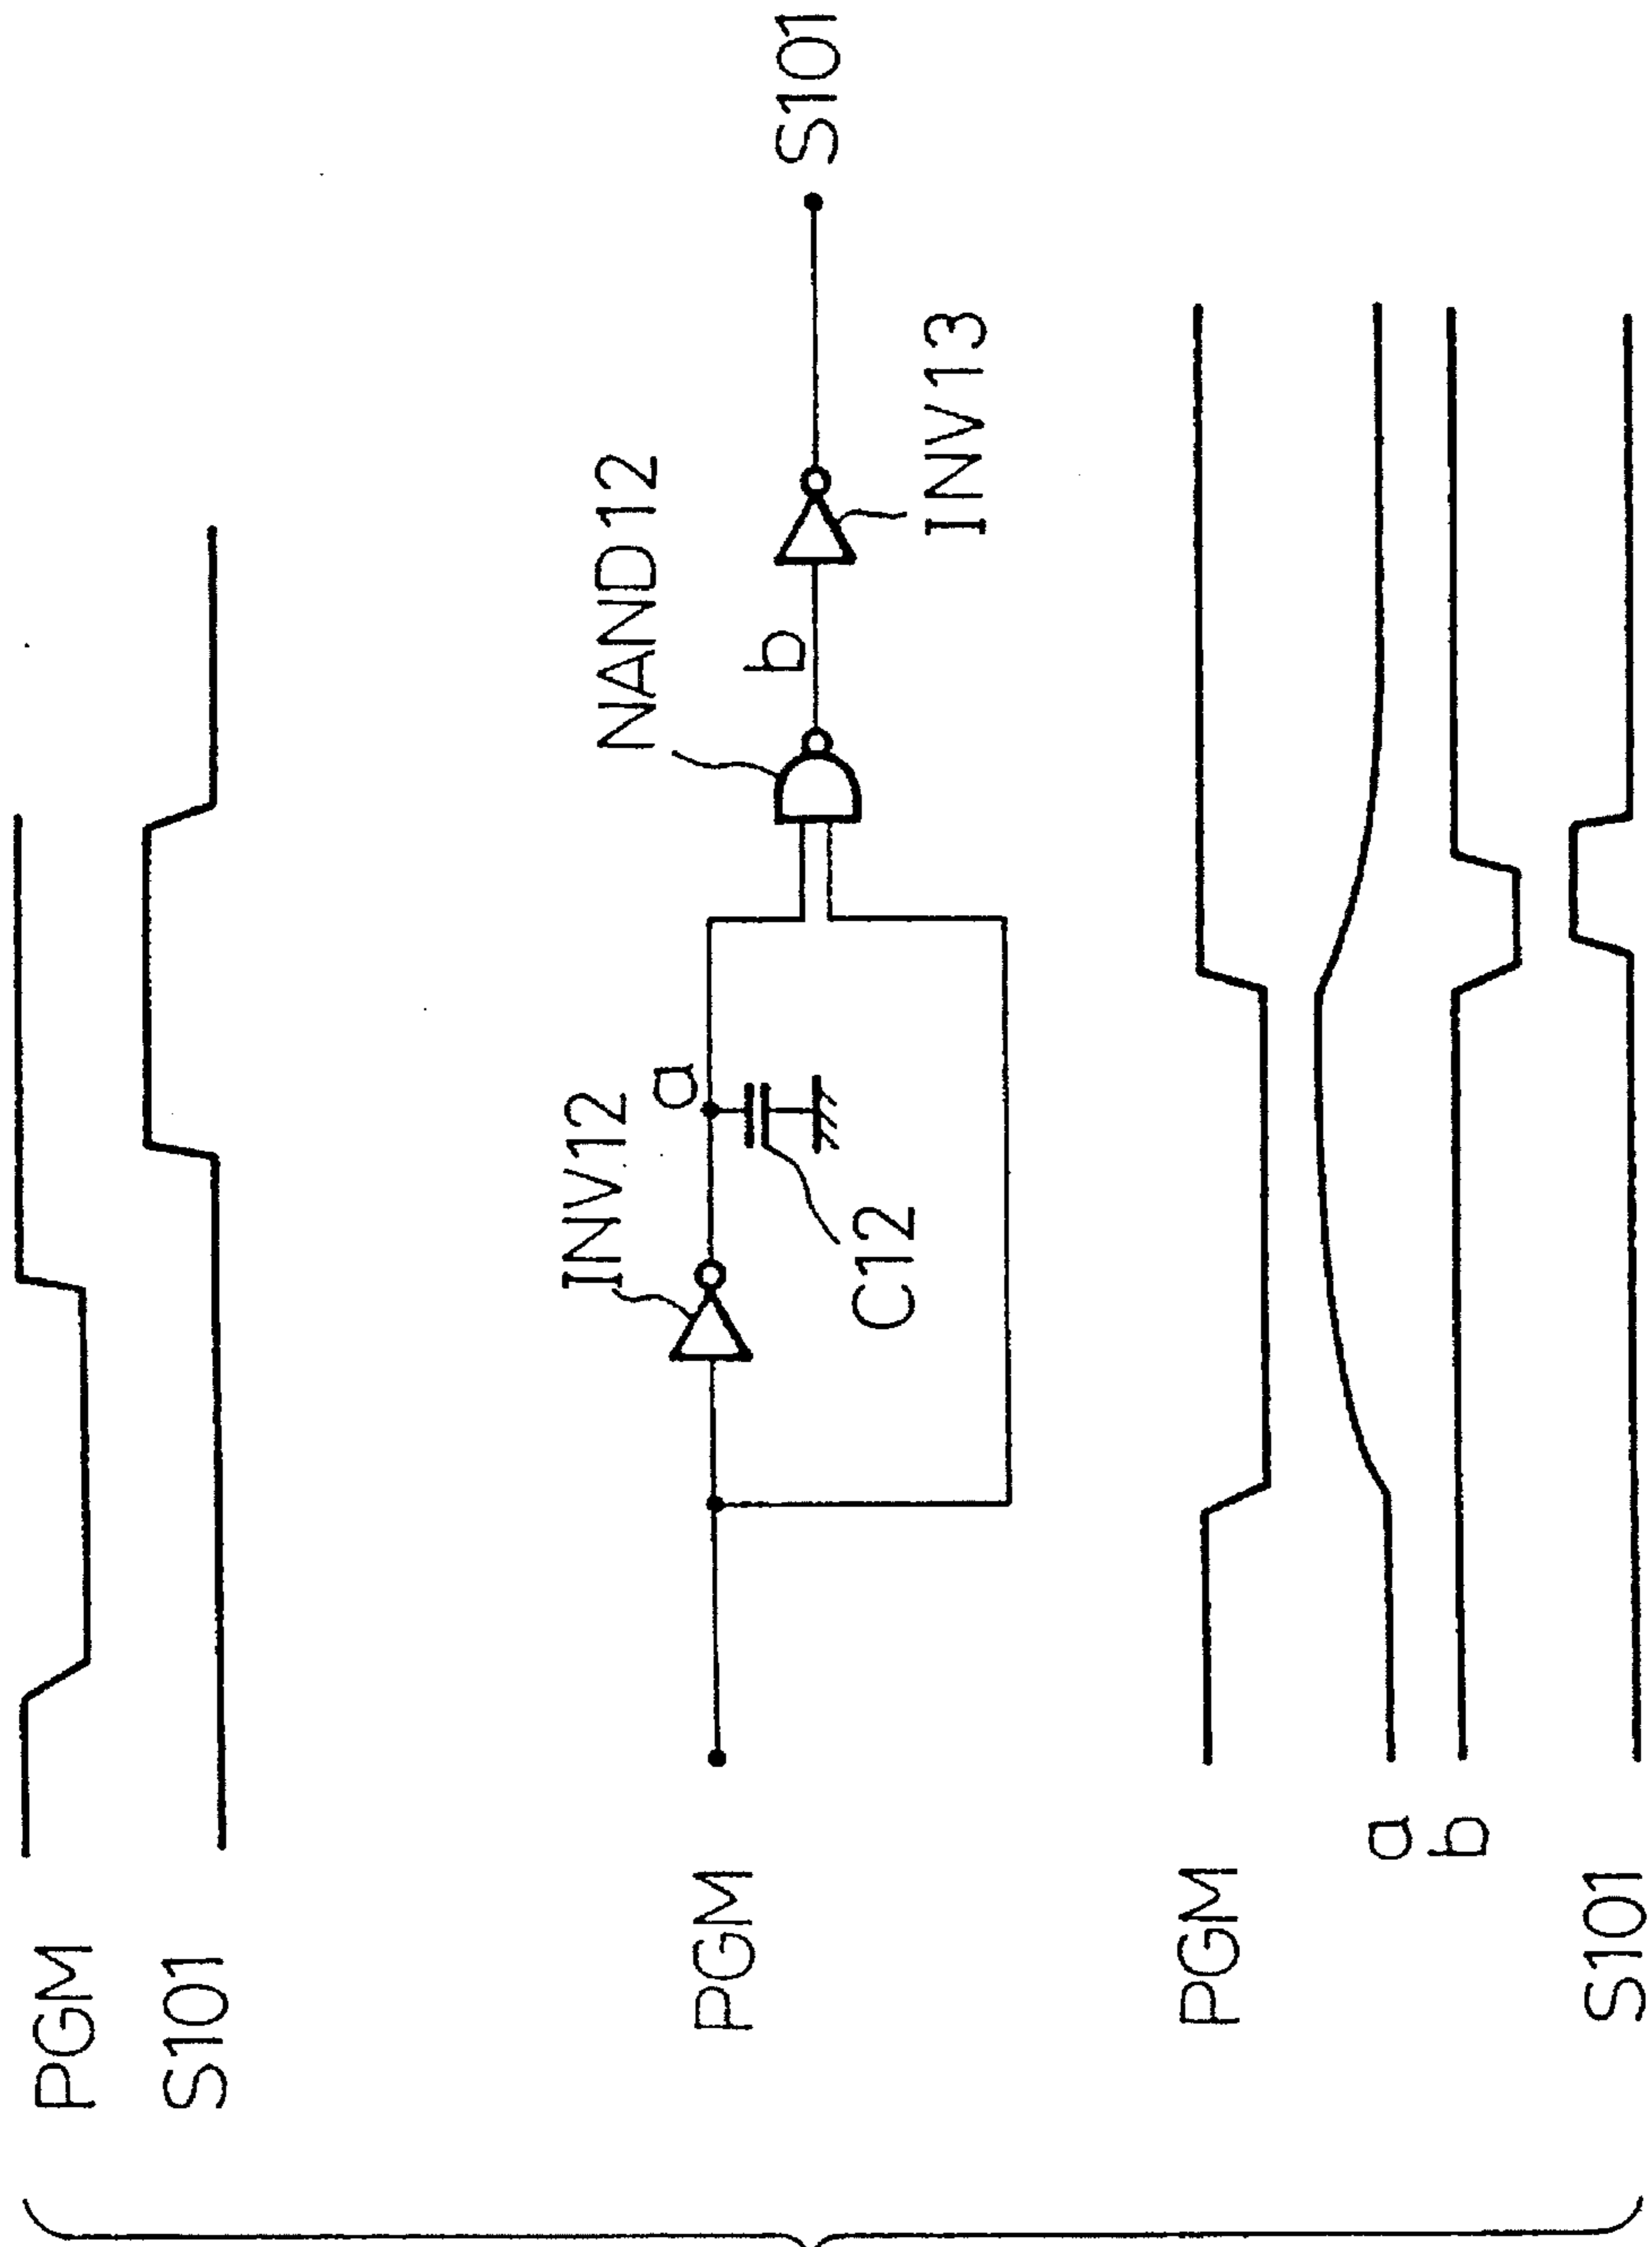 PGM
S101
INV12
a
C12
NAND12
b
INV13
PGM
S101
PGM
a
b
S101